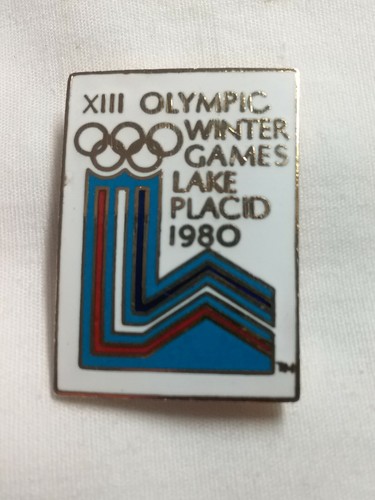 XIII OLYMPIC
WINTER
GAMES
LAKE
PLACID
1980
TM